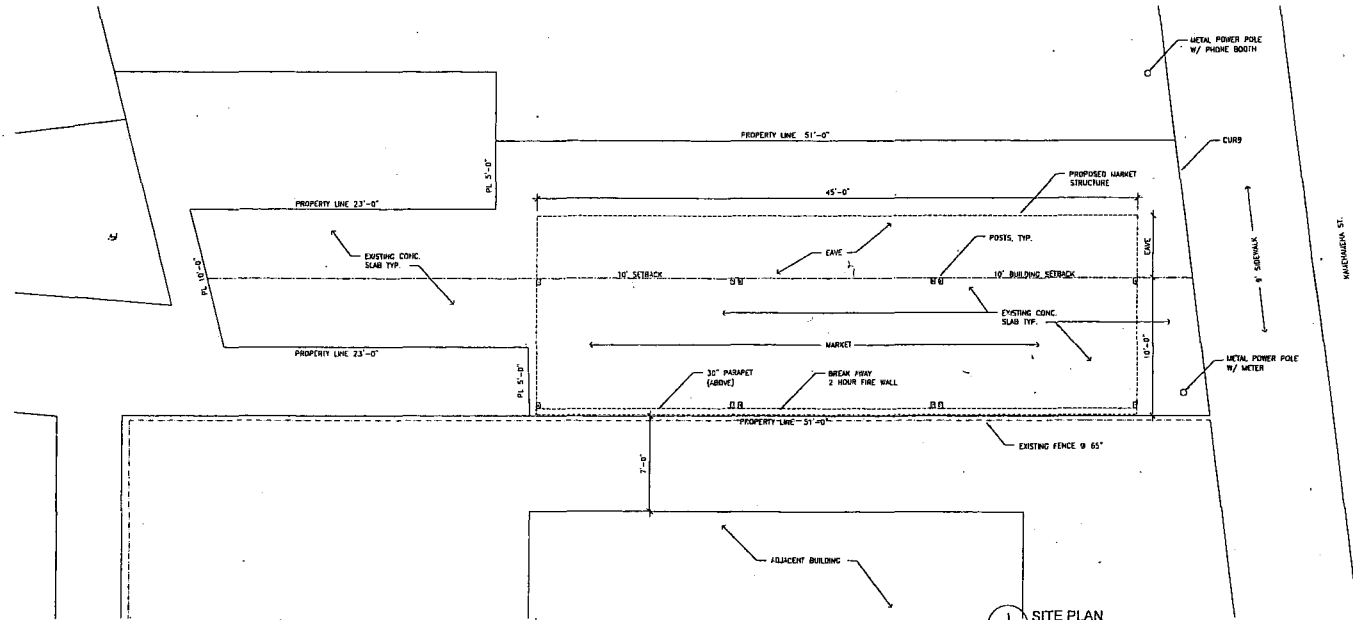 METAL POWER POLE
W/ PHONE BOOTH
PROPERTY LINE 51'-0"
CURB
PL 5'-0"
PROPOSED MARKET
STRUCTURE
45'-0"
PROPERTY LINE 23'-0"
EXISTING CONC.
SLAB TYP.
EAVE
POSTS, TYP.
EAVE
9' SIDEWALK
KAMEHAMEHA ST.
PL 10'-0"
10' SETBACK
10' BUILDING SETBACK
EXISTING CONC.
SLAB TYP.
MARKET
10'-0"
PROPERTY LINE 23'-0"
PL 5'-0"
30" PARAPET
(ABOVE)
BREAK AWAY
2 HOUR FIRE WALL
METAL POWER POLE
W/ METER
PROPERTY LINE 51'-0"
EXISTING FENCE @ 65"
7'-0"
ADJACENT BUILDING
1 SITE PLAN